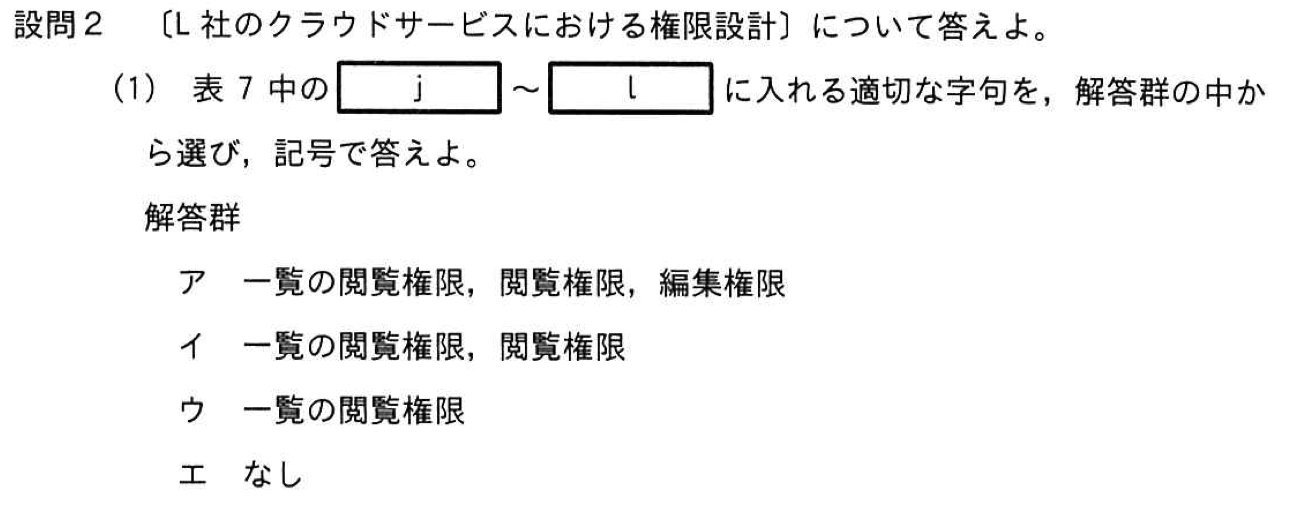 設問2 〔L社のクラウドサービスにおける権限設計〕について答えよ。
(1) 表7中の j ～ l に入れる適切な字句を，解答群の中か
ら選び，記号で答えよ。
解答群
ア 一覧の閲覧権限，閲覧権限，編集権限
イ 一覧の閲覧権限，閲覧権限
ウ 一覧の閲覧権限
エ なし